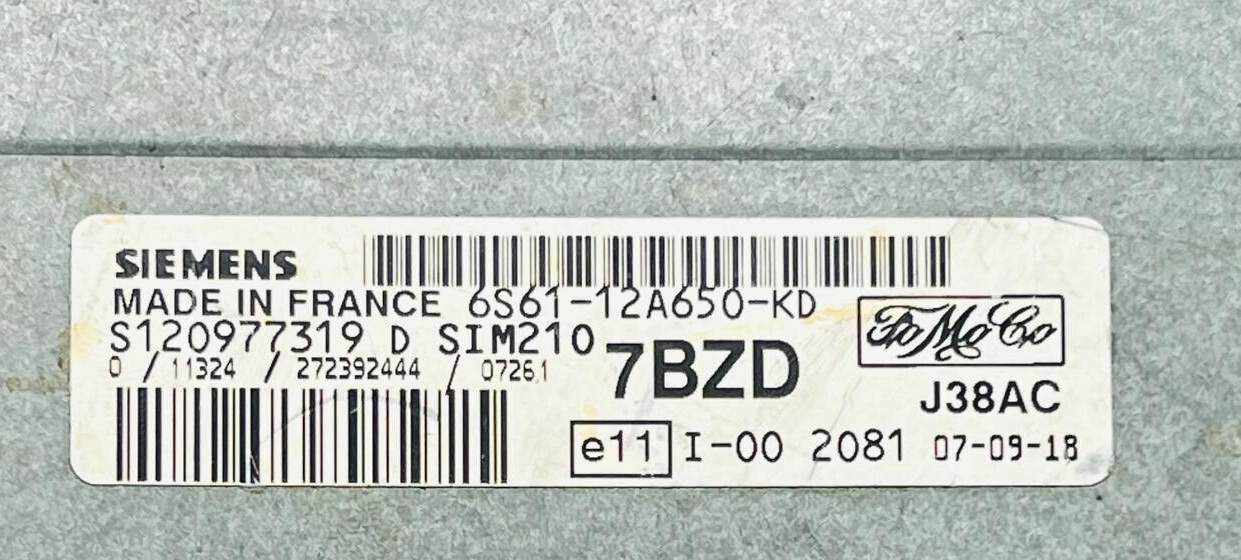 SIEMENS
MADE IN FRANCE 6S61-12A650-KD
S120977319 D SIM210
0 / 11324 / 272392444 / 07261
7BZD
FoMoCo
J38AC
e11 I-00 2081 07-09-18